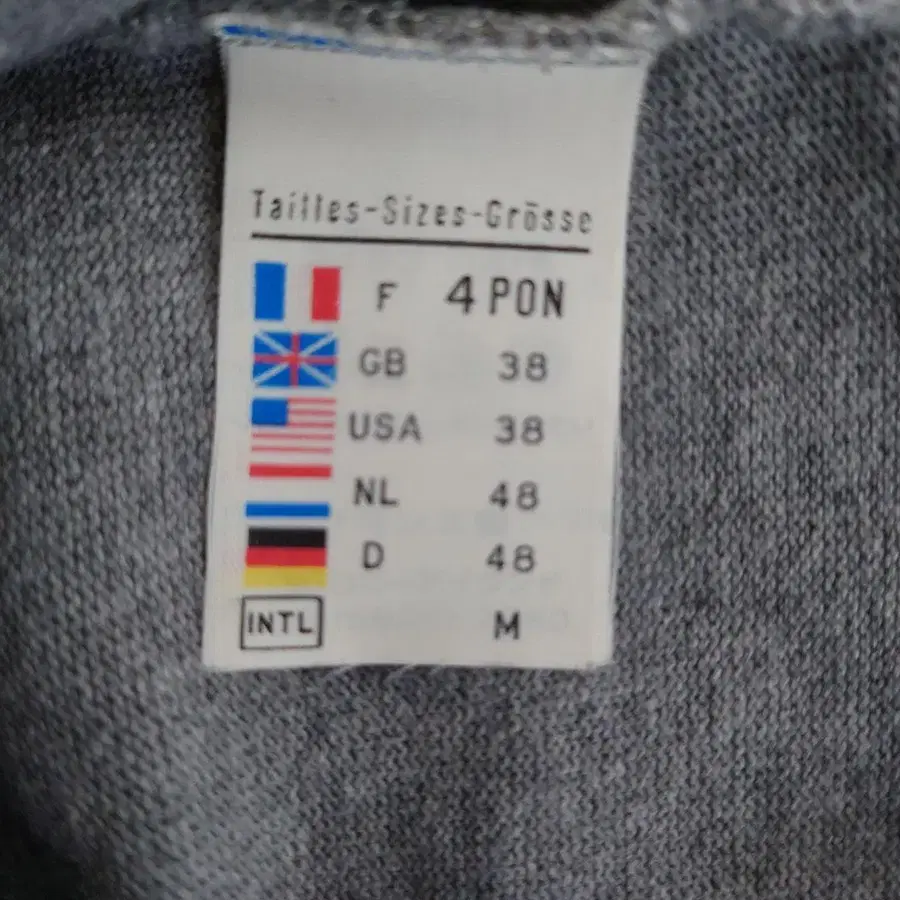 Tailles-Sizes-Grösse
F 4 PON
GB 38
USA 38
NL 48
D 48
INTL M